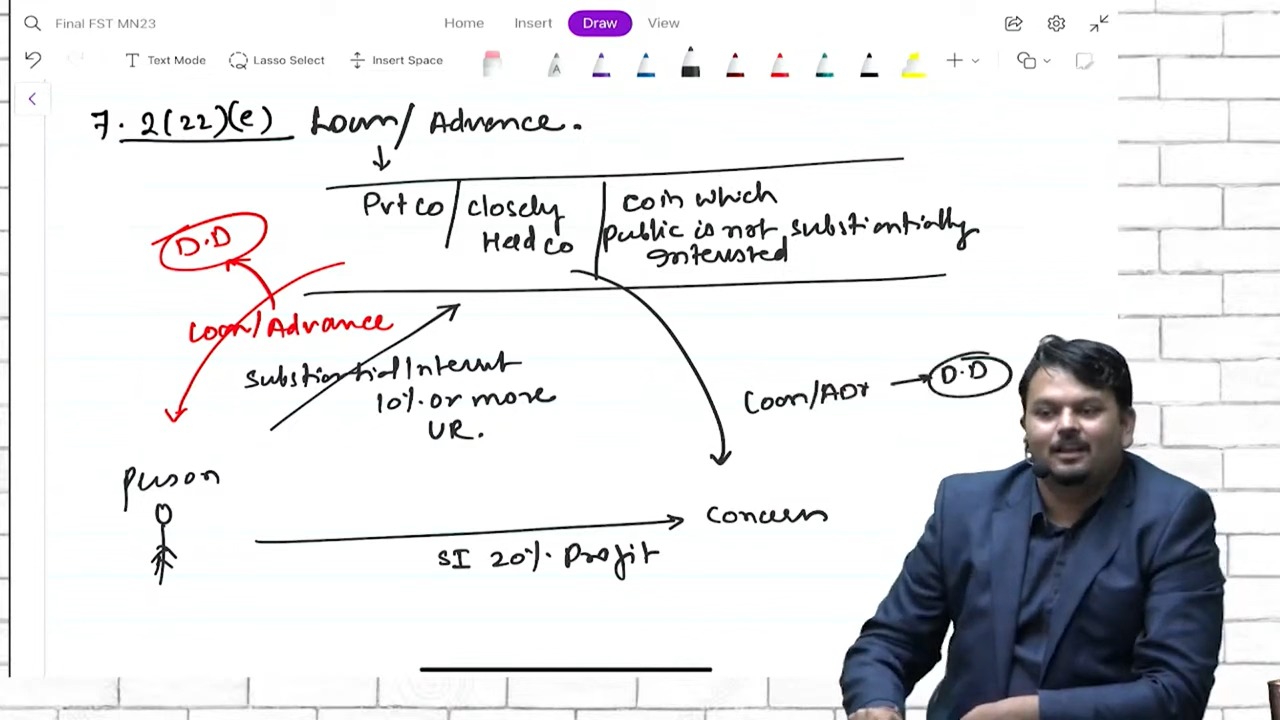 Final FST MN23
Home Insert Draw View
Text Mode Lasso Select Insert Space
7. 2(22)(e) Loan/ Advance.
Pvt Co / closely Held co
Co in which public is not substantially interested
D.D
Loan/Advance
Substantial Interest
10% or more
VR.
Loan/Adv → D.D
Person
Concern
SI 20% Profit